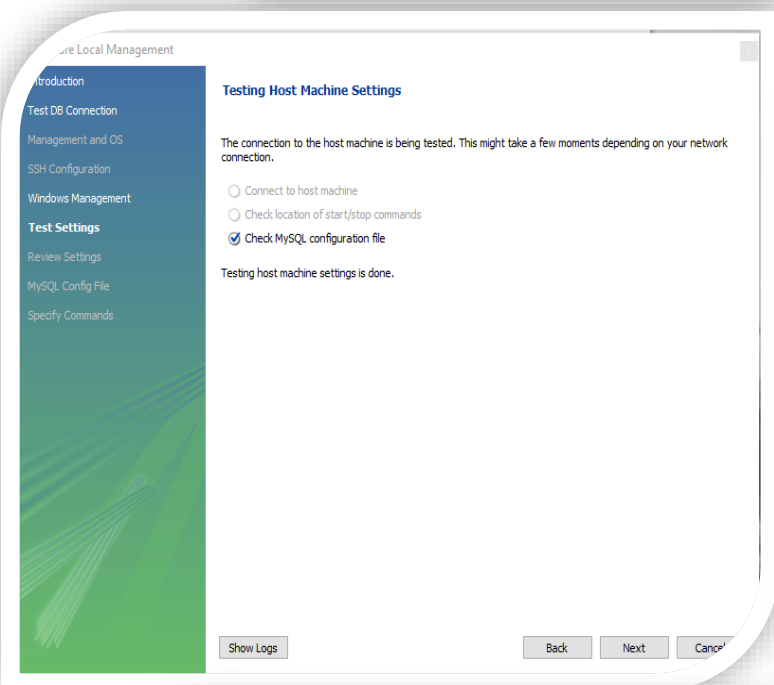 re Local Management
Introduction
Test DB Connection
Management and OS
SSH Configuration
Windows Management
Test Settings
Review Settings
MySQL Config File
Specify Commands
Testing Host Machine Settings
The connection to the host machine is being tested. This might take a few moments depending on your network
connection.
Connect to host machine
Check location of start/stop commands
Check MySQL configuration file
Testing host machine settings is done.
Show Logs
Back
Next
Cancel